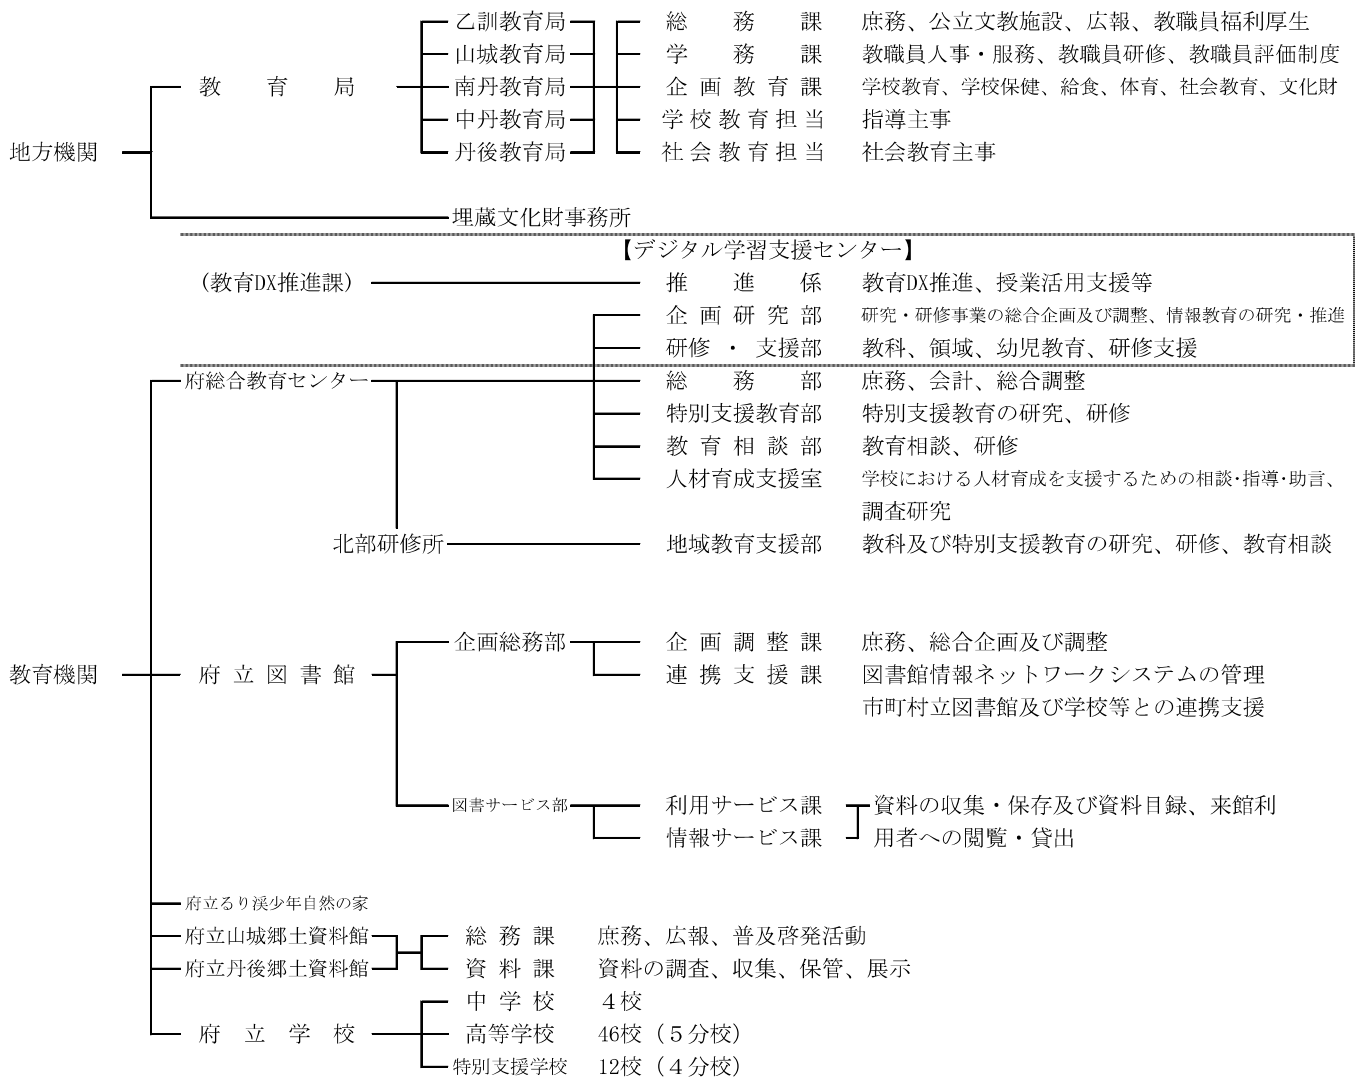 乙訓教育局 総務課 庶務、公立文教施設、広報、教職員福利厚生
山城教育局 学務課 教職員人事・服務、教職員研修、教職員評価制度
教育局 南丹教育局 企画教育課 学校教育、学校保健、給食、体育、社会教育、文化財
中丹教育局 学校教育担当 指導主事
地方機関 丹後教育局 社会教育担当 社会教育主事
埋蔵文化財事務所
【デジタル学習支援センター】
(教育DX推進課) 推進係 教育DX推進、授業活用支援等
企画研究部 研究・研修事業の総合企画及び調整、情報教育の研究・推進
研修・支援部 教科、領域、幼児教育、研修支援
府総合教育センター 総務部 庶務、会計、総合調整
特別支援教育部 特別支援教育の研究、研修
教育相談部 教育相談、研修
人材育成支援室 学校における人材育成を支援するための相談・指導・助言、
調査研究
北部研修所 地域教育支援部 教科及び特別支援教育の研究、研修、教育相談
企画総務部 企画調整課 庶務、総合企画及び調整
教育機関 府立図書館 連携支援課 図書館情報ネットワークシステムの管理
市町村立図書館及び学校等との連携支援
図書サービス部 利用サービス課 資料の収集・保存及び資料目録、来館利
情報サービス課 用者への閲覧・貸出
府立るり渓少年自然の家
府立山城郷土資料館 総務課 庶務、広報、普及啓発活動
府立丹後郷土資料館 資料課 資料の調査、収集、保管、展示
中学校 4校
府立学校 高等学校 46校（5分校）
特別支援学校 12校（4分校）